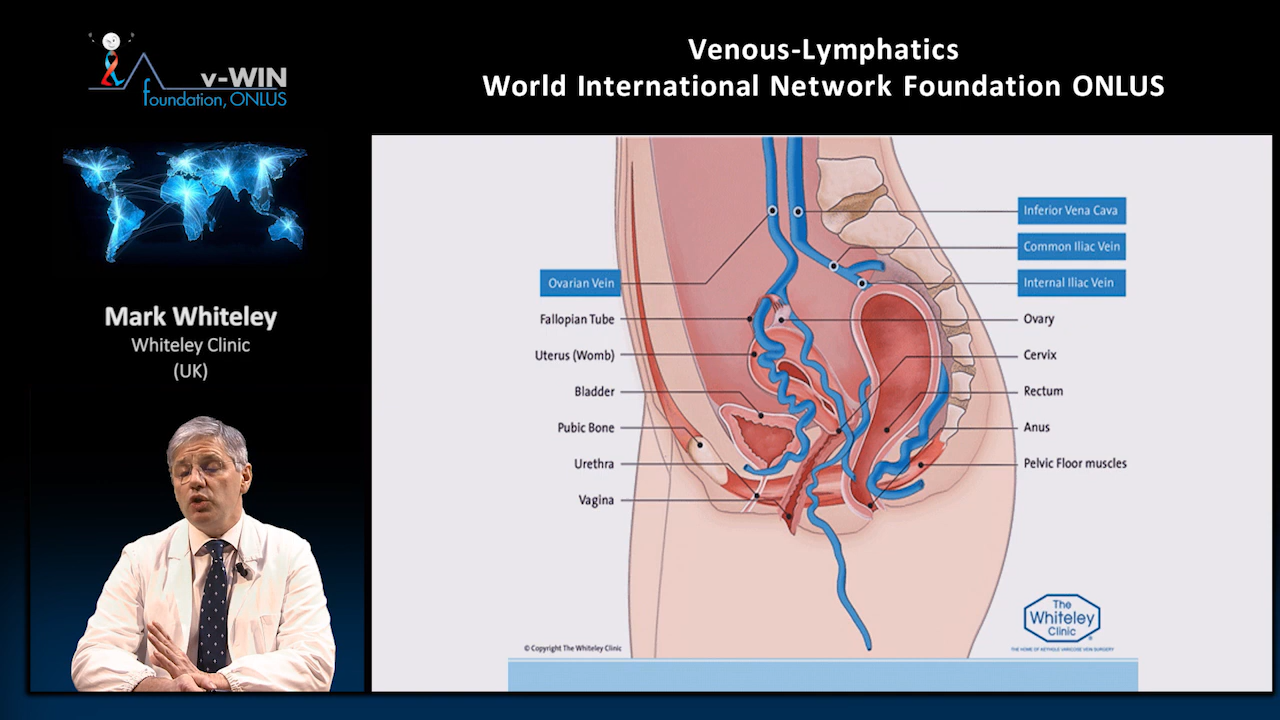 v-WIN
foundation, ONLUS
Venous-Lymphatics
World International Network Foundation ONLUS
Mark Whiteley
Whiteley Clinic
(UK)
Ovarian Vein
Fallopian Tube
Uterus (Womb)
Bladder
Pubic Bone
Urethra
Vagina
Inferior Vena Cava
Common Iliac Vein
Internal Iliac Vein
Ovary
Cervix
Rectum
Anus
Pelvic Floor muscles
© Copyright The Whiteley Clinic
The
Whiteley
Clinic
THE HOME OF KEYHOLE VARICOSE VEIN SURGERY